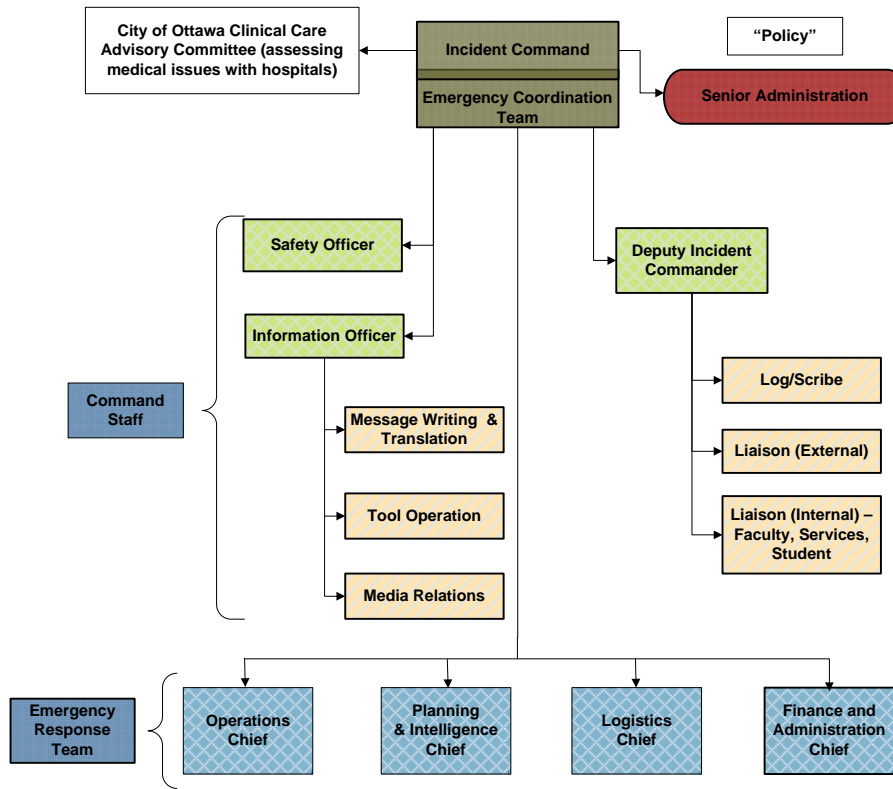 City of Ottawa Clinical Care
Advisory Committee (assessing
medical issues with hospitals)
Incident Command
Emergency Coordination
Team
“Policy”
Senior Administration
Safety Officer
Deputy Incident
Commander
Information Officer
Command
Staff
Log/Scribe
Message Writing &
Translation
Liaison (External)
Tool Operation
Liaison (Internal) –
Faculty, Services,
Student
Media Relations
Emergency
Response
Team
Operations
Chief
Planning
& Intelligence
Chief
Logistics
Chief
Finance and
Administration
Chief